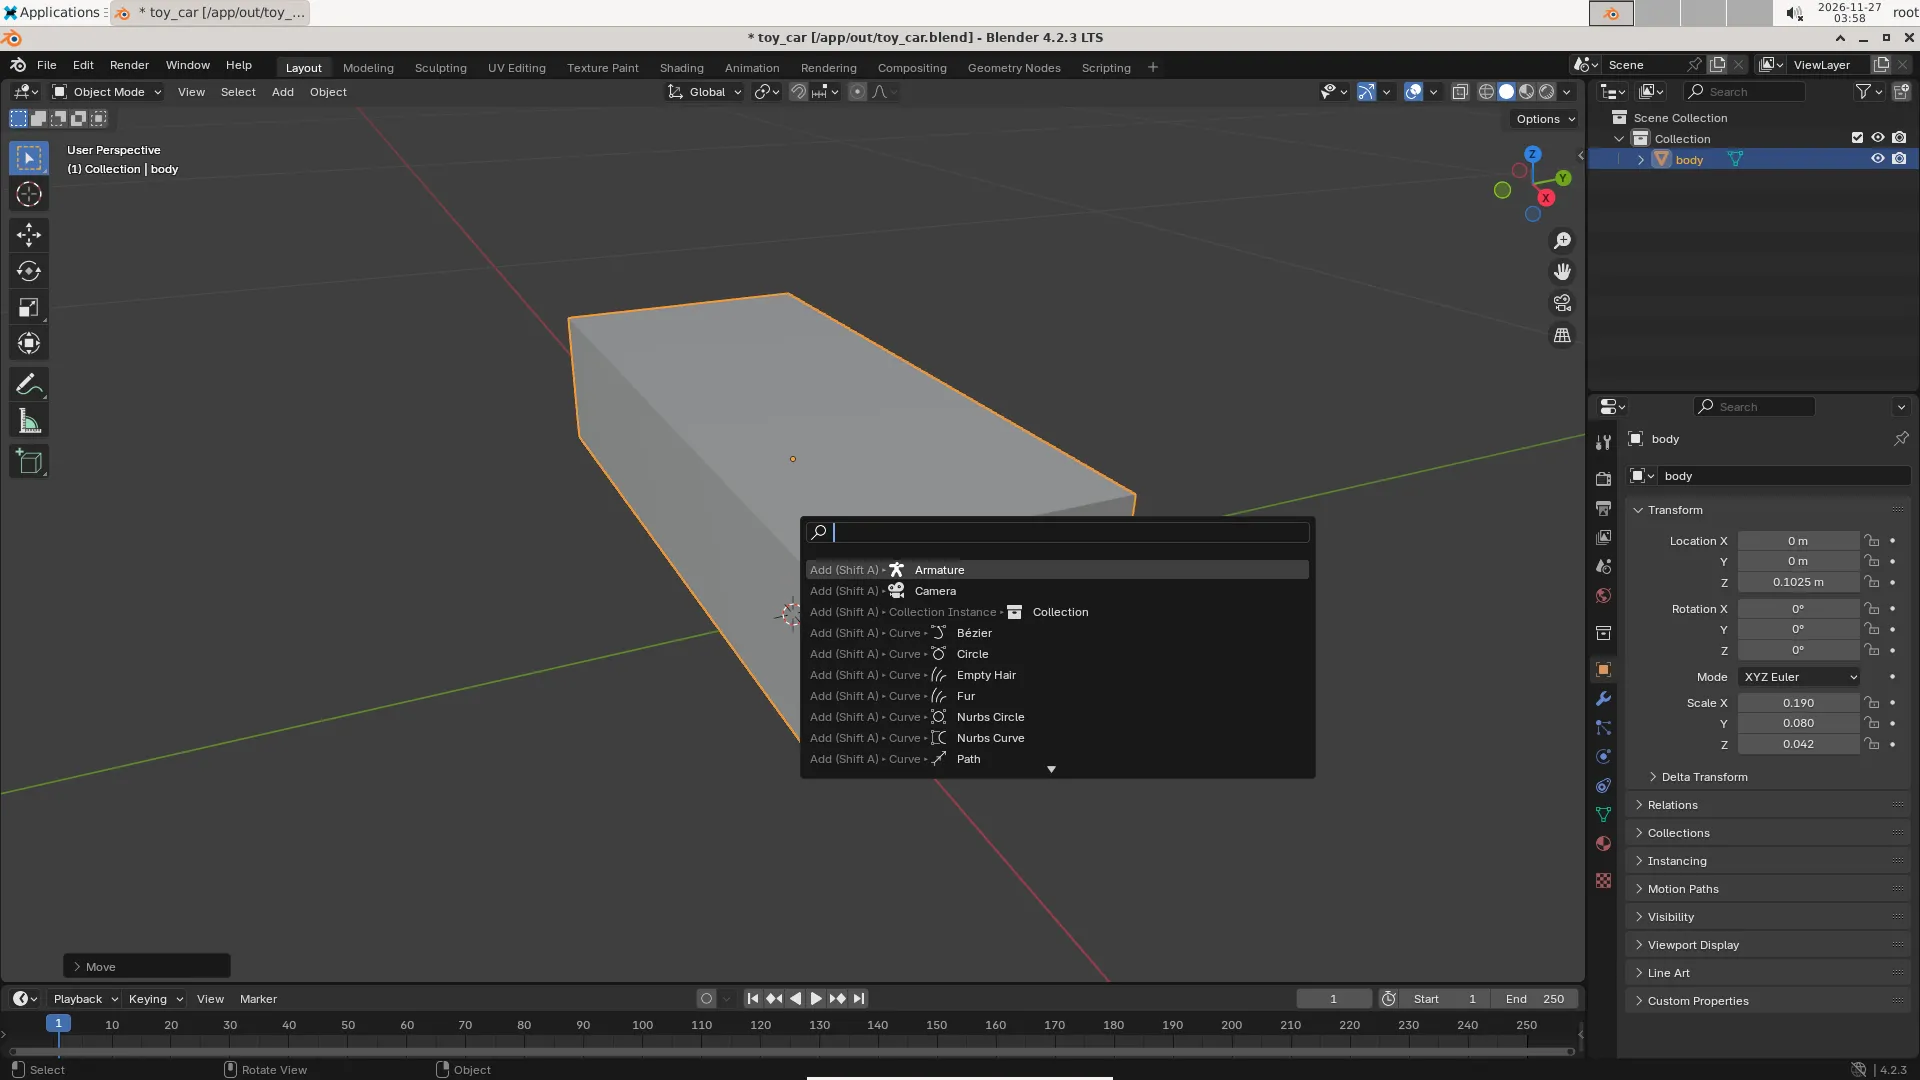 Applications
* toy_car [/app/out/toy_...
2026-11-27
03:58
root
* toy_car [/app/out/toy_car.blend] - Blender 4.2.3 LTS
File Edit Render Window Help
Layout Modeling Sculpting UV Editing Texture Paint Shading Animation Rendering Compositing Geometry Nodes Scripting
Scene
ViewLayer
Object Mode View Select Add Object
Global
Search
Options
User Perspective
(1) Collection | body
Z
Y
X
Scene Collection
Collection
body
Add (Shift A) Armature
Add (Shift A) Camera
Add (Shift A) Collection Instance Collection
Add (Shift A) Curve Bézier
Add (Shift A) Curve Circle
Add (Shift A) Curve Empty Hair
Add (Shift A) Curve Fur
Add (Shift A) Curve Nurbs Circle
Add (Shift A) Curve Nurbs Curve
Add (Shift A) Curve Path
Search
body
body
Transform
Location X 0 m
Y 0 m
Z 0.1025 m
Rotation X 0°
Y 0°
Z 0°
Mode XYZ Euler
Scale X 0.190
Y 0.080
Z 0.042
Delta Transform
Relations
Collections
Instancing
Motion Paths
Visibility
Viewport Display
Line Art
Custom Properties
Move
Playback Keying View Marker
1
Start 1
End 250
1 10 20 30 40 50 60 70 80 90 100 110 120 130 140 150 160 170 180 190 200 210 220 230 240 250
Select
Rotate View
Object
4.2.3